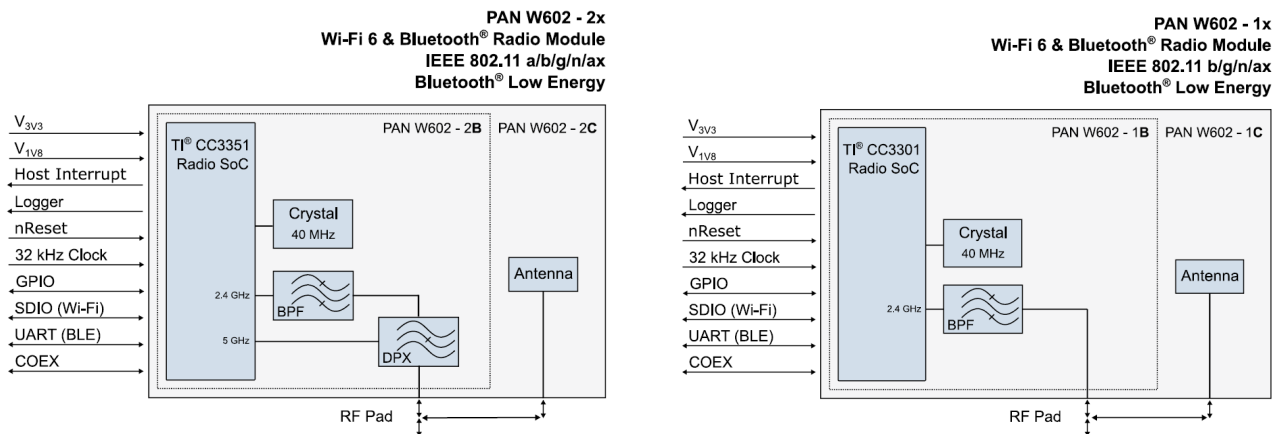 PAN W602 - 2x
Wi-Fi 6 & Bluetooth® Radio Module
IEEE 802.11 a/b/g/n/ax
Bluetooth® Low Energy
V3V3
V1V8
Host Interrupt
Logger
nReset
32 kHz Clock
GPIO
SDIO (Wi-Fi)
UART (BLE)
COEX
TI® CC3351
Radio SoC
2.4 GHz
5 GHz
PAN W602 - 2B
PAN W602 - 2C
Crystal
40 MHz
BPF
DPX
Antenna
RF Pad
PAN W602 - 1x
Wi-Fi 6 & Bluetooth® Radio Module
IEEE 802.11 b/g/n/ax
Bluetooth® Low Energy
V3V3
V1V8
Host Interrupt
Logger
nReset
32 kHz Clock
GPIO
SDIO (Wi-Fi)
UART (BLE)
COEX
TI® CC3301
Radio SoC
2.4 GHz
PAN W602 - 1B
PAN W602 - 1C
Crystal
40 MHz
BPF
Antenna
RF Pad